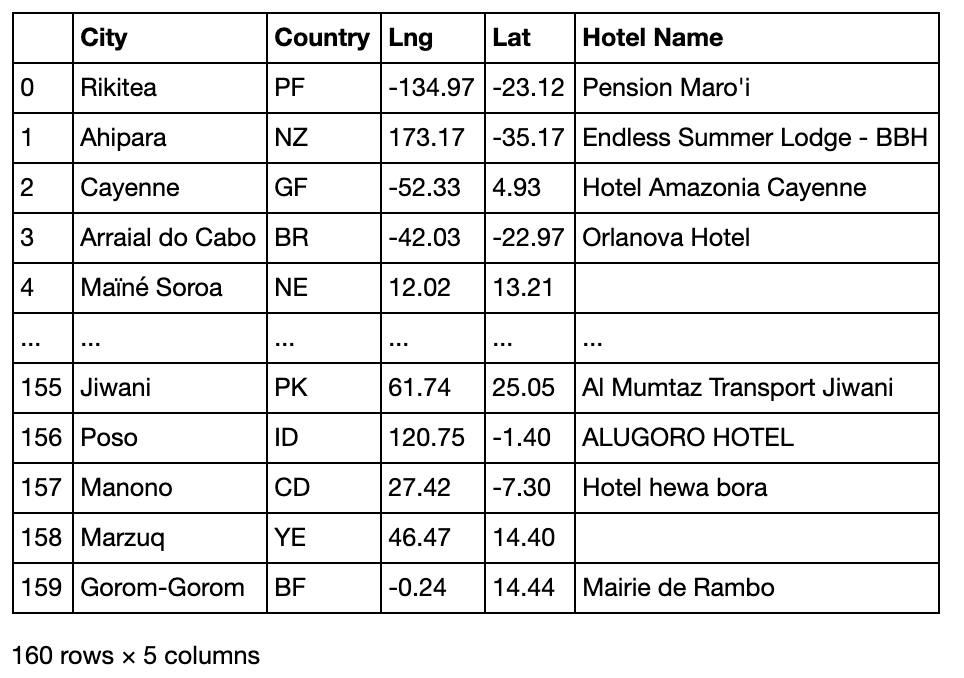 City Country Lng Lat Hotel Name
0 Rikitea PF -134.97 -23.12 Pension Maro'i
1 Ahipara NZ 173.17 -35.17 Endless Summer Lodge - BBH
2 Cayenne GF -52.33 4.93 Hotel Amazonia Cayenne
3 Arraial do Cabo BR -42.03 -22.97 Orlanova Hotel
4 Maïné Soroa NE 12.02 13.21
... ... ... ... ... ...
155 Jiwani PK 61.74 25.05 Al Mumtaz Transport Jiwani
156 Poso ID 120.75 -1.40 ALUGORO HOTEL
157 Manono CD 27.42 -7.30 Hotel hewa bora
158 Marzuq YE 46.47 14.40
159 Gorom-Gorom BF -0.24 14.44 Mairie de Rambo
160 rows × 5 columns